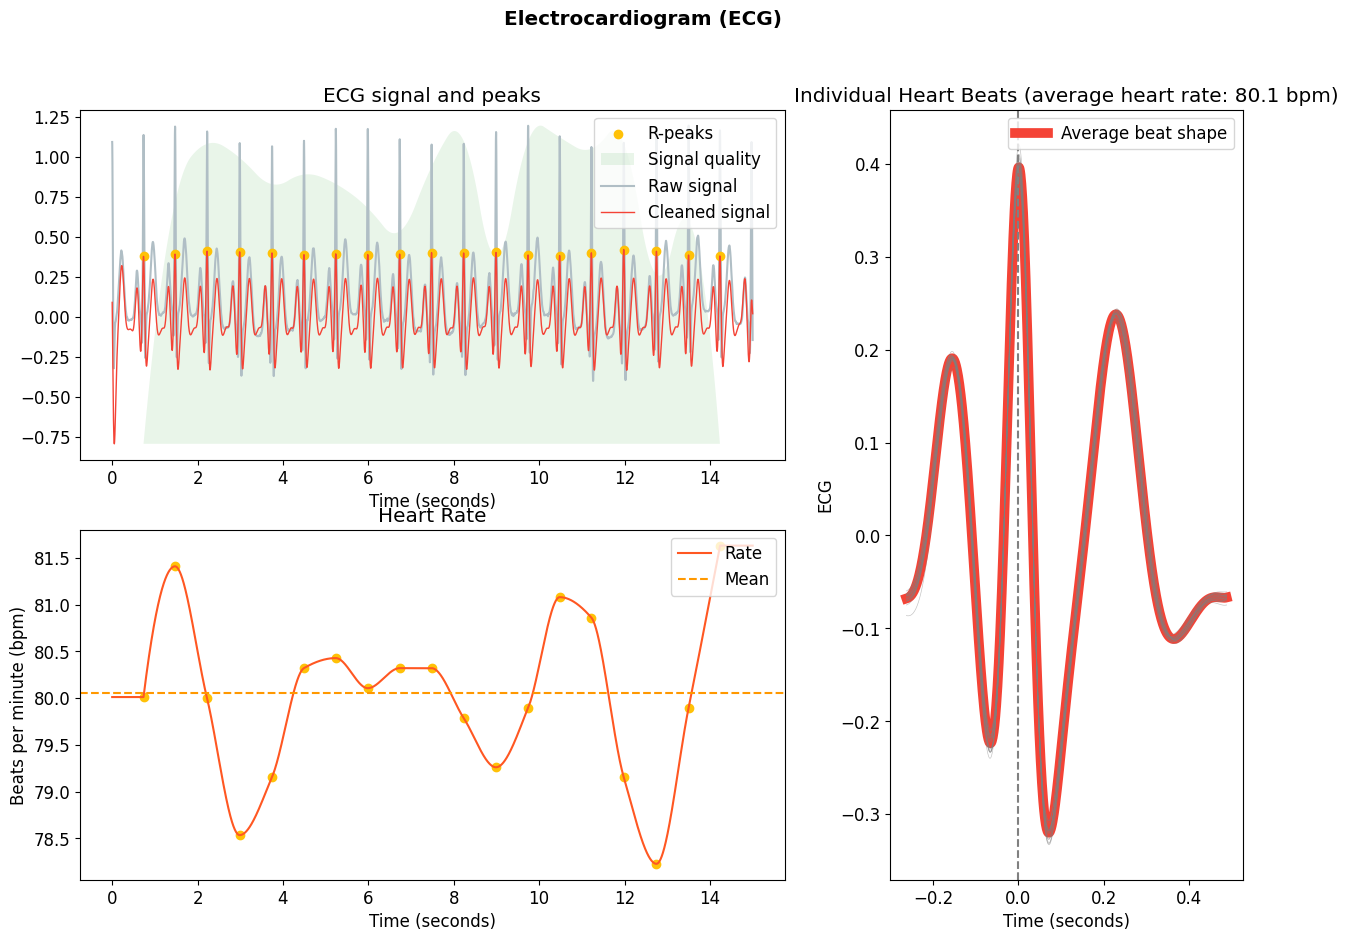 Electrocardiogram (ECG)
ECG signal and peaks
1.25
1.00
0.75
0.50
0.25
0.00
−0.25
−0.50
−0.75
R-peaks
Signal quality
Raw signal
Cleaned signal
0 2 4 6 8 10 12 14
Time (seconds)
Heart Rate
Beats per minute (bpm)
81.5
81.0
80.5
80.0
79.5
79.0
78.5
Rate
Mean
0 2 4 6 8 10 12 14
Time (seconds)
Individual Heart Beats (average heart rate: 80.1 bpm)
Average beat shape
ECG
0.4
0.3
0.2
0.1
0.0
−0.1
−0.2
−0.3
−0.2 0.0 0.2 0.4
Time (seconds)